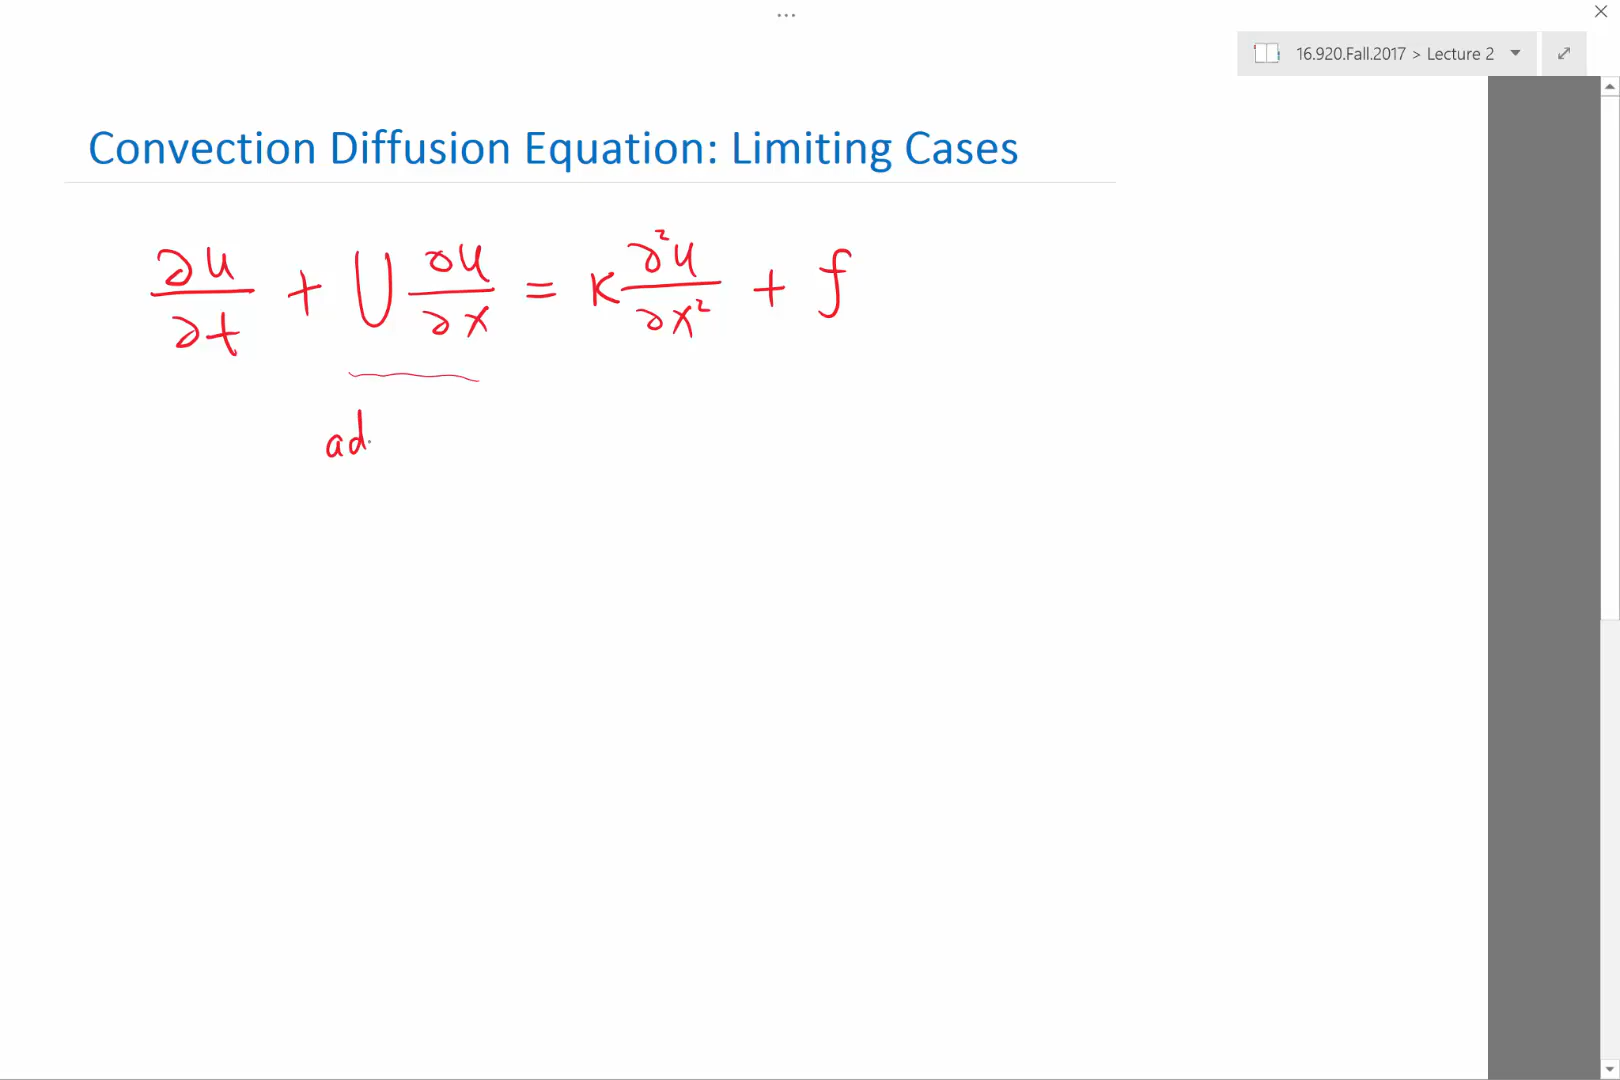 ...
16.920.Fall.2017 > Lecture 2
Convection Diffusion Equation: Limiting Cases
∂u/∂t + U ∂u/∂x = κ ∂²u/∂x² + f
ad